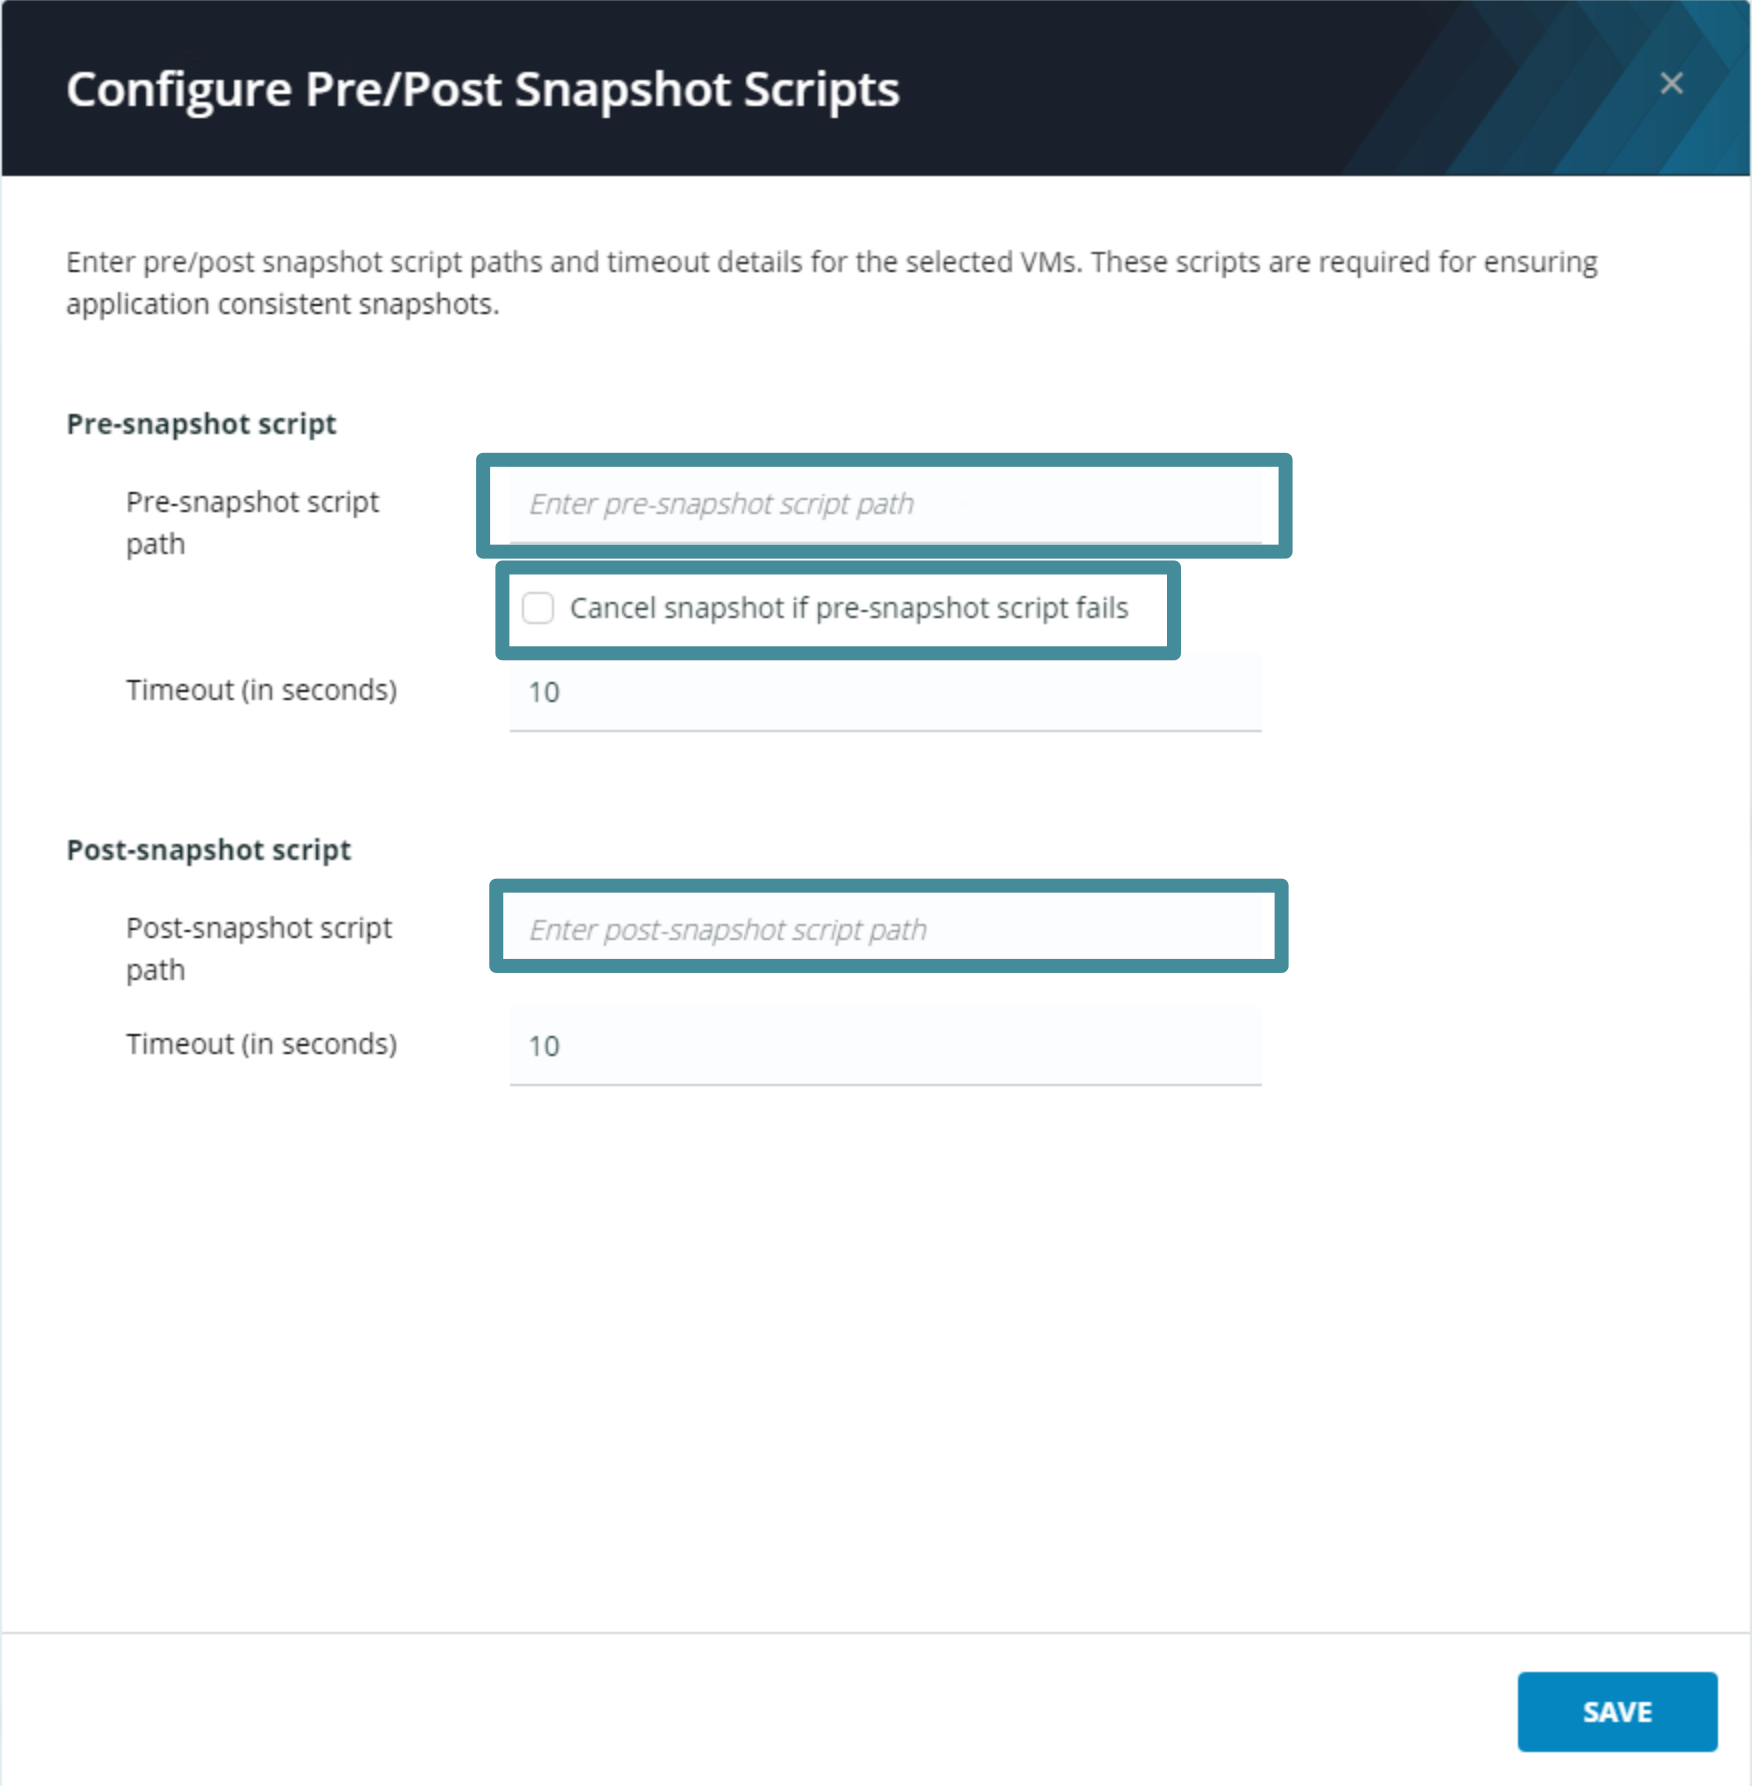 Configure Pre/Post Snapshot Scripts
×
Enter pre/post snapshot script paths and timeout details for the selected VMs. These scripts are required for ensuring
application consistent snapshots.
Pre-snapshot script
Pre-snapshot script
path
Enter pre-snapshot script path
Cancel snapshot if pre-snapshot script fails
Timeout (in seconds)
10
Post-snapshot script
Post-snapshot script
path
Enter post-snapshot script path
Timeout (in seconds)
10
SAVE